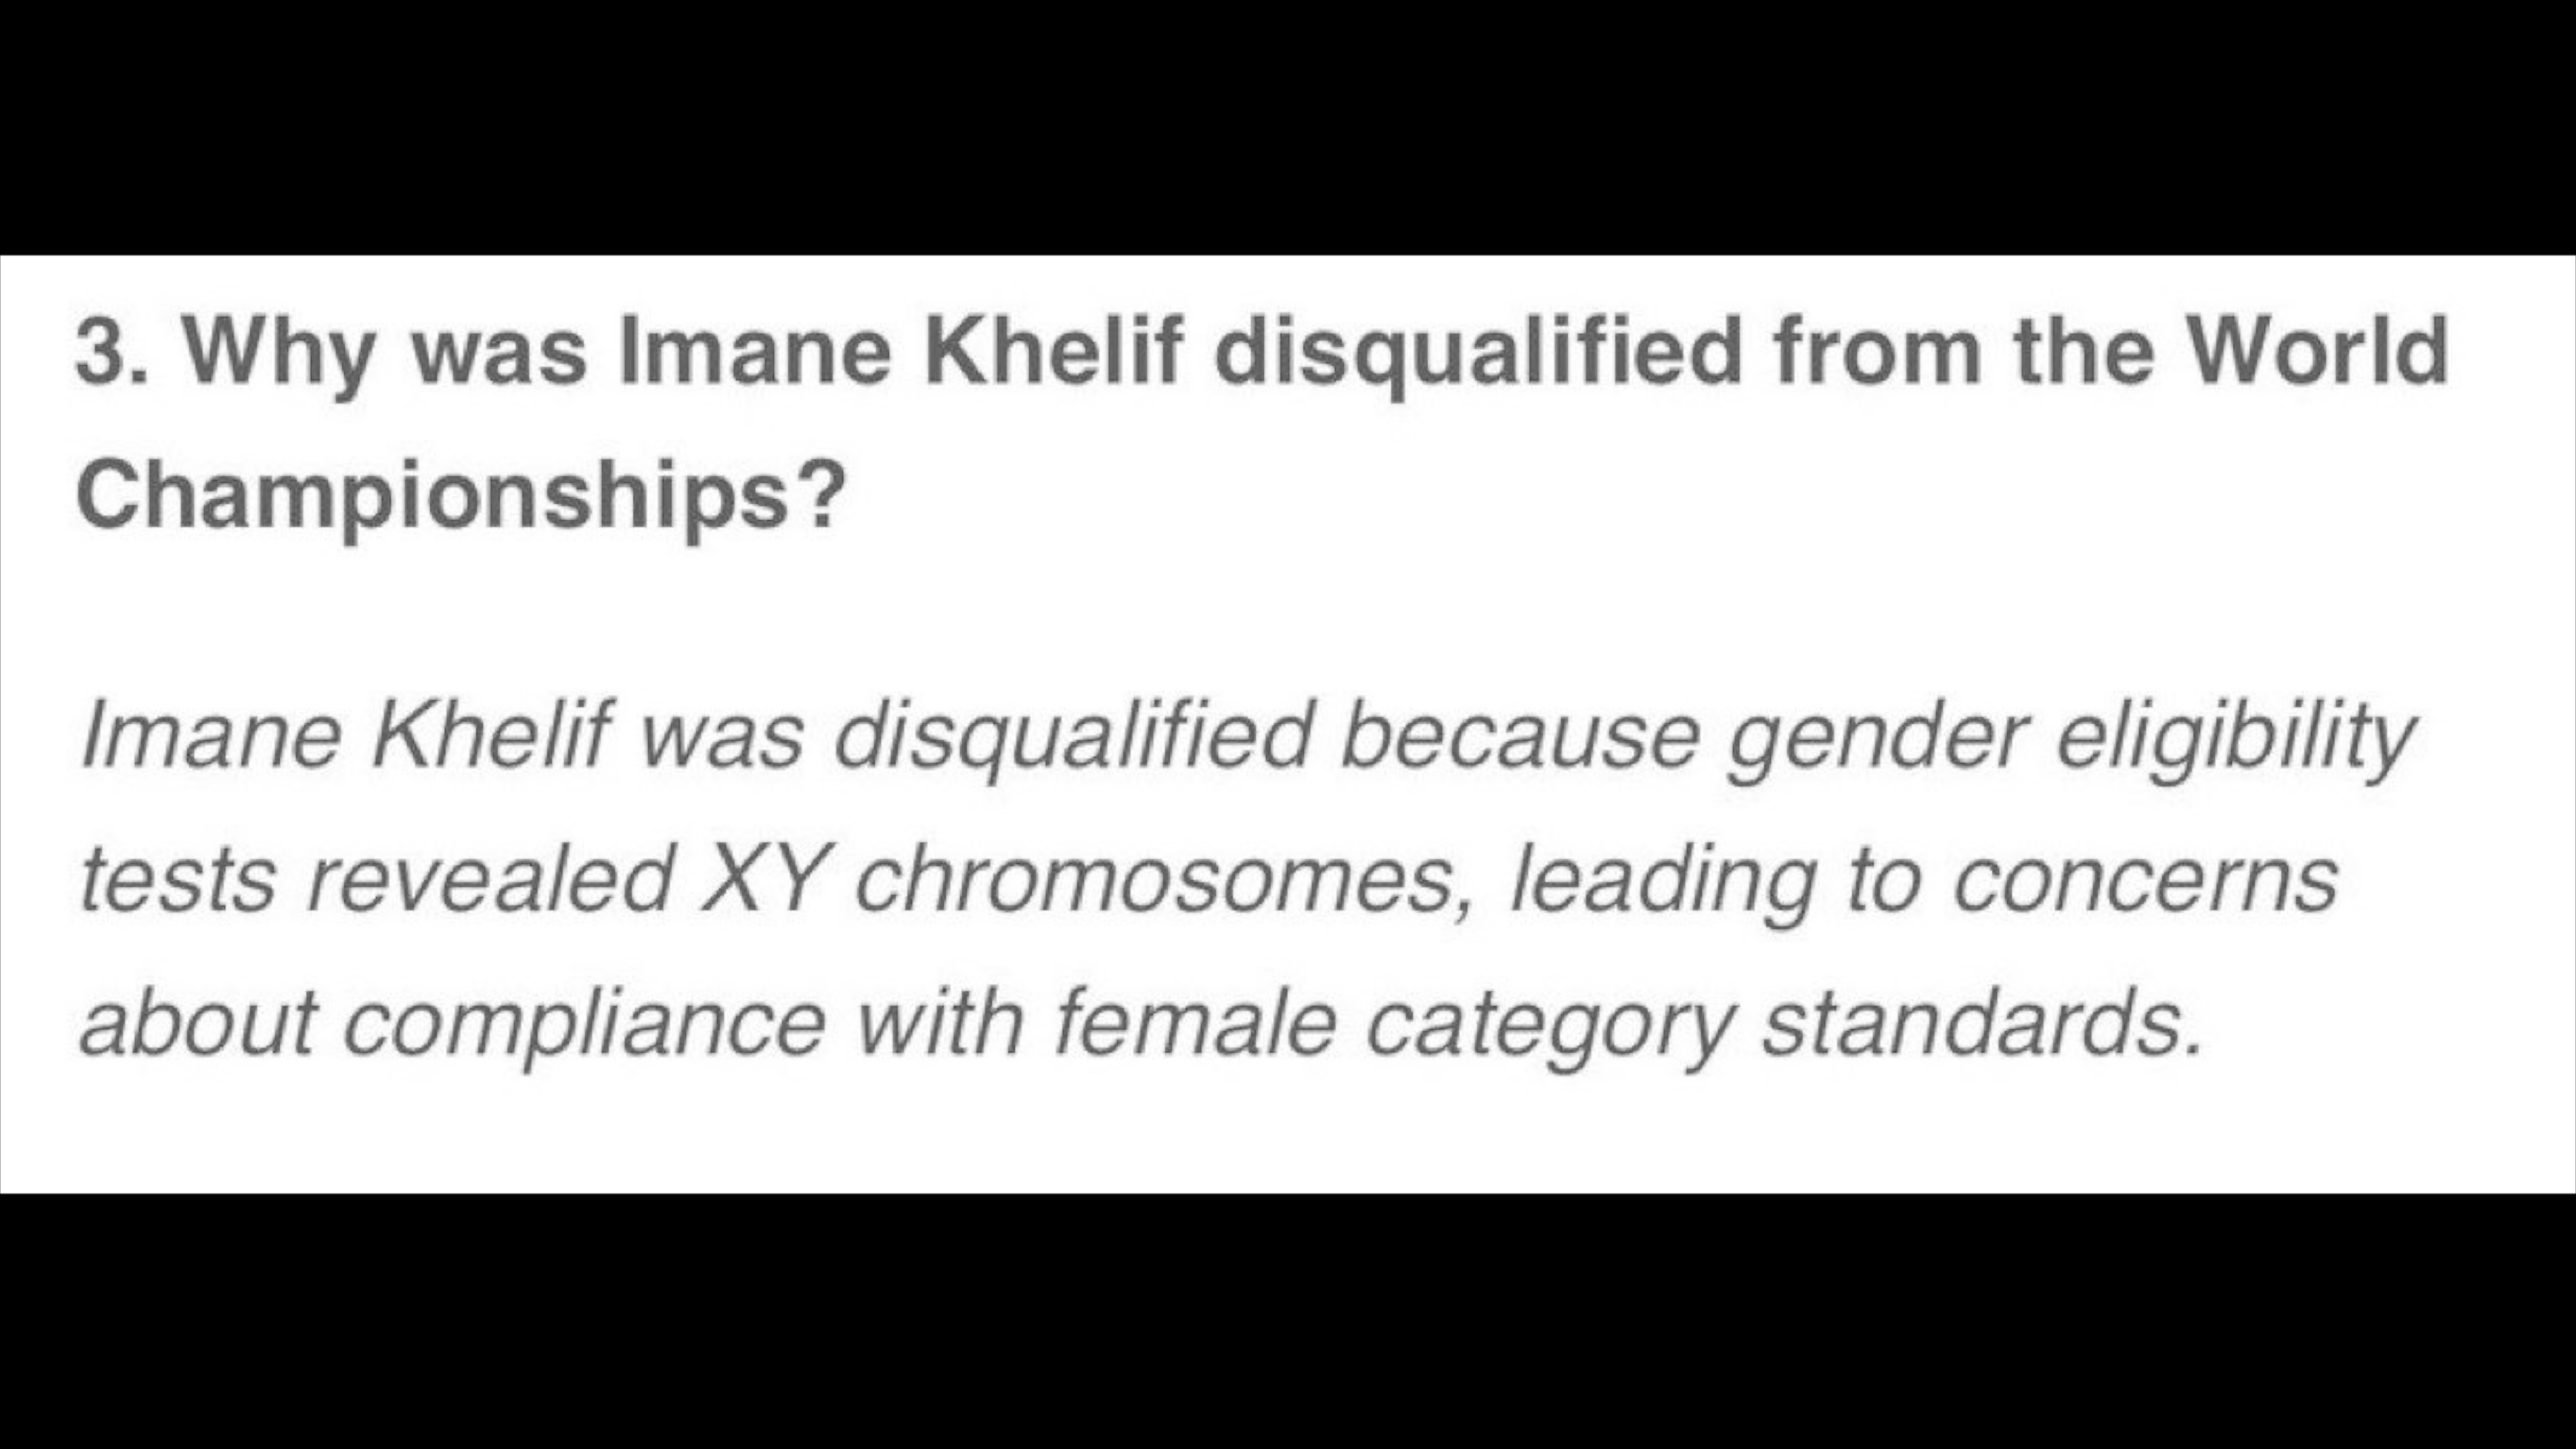 3. Why was Imane Khelif disqualified from the World
Championships?
Imane Khelif was disqualified because gender eligibility
tests revealed XY chromosomes, leading to concerns
about compliance with female category standards.